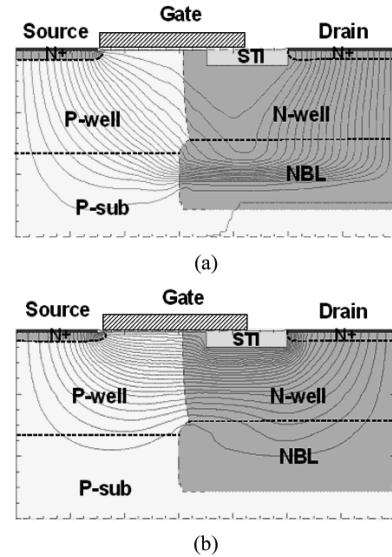 Gate
Source
Drain
N+
STI
N+
P-well
N-well
NBL
P-sub
(a)
Gate
Source
Drain
N+
STI
N+
P-well
N-well
NBL
P-sub
(b)